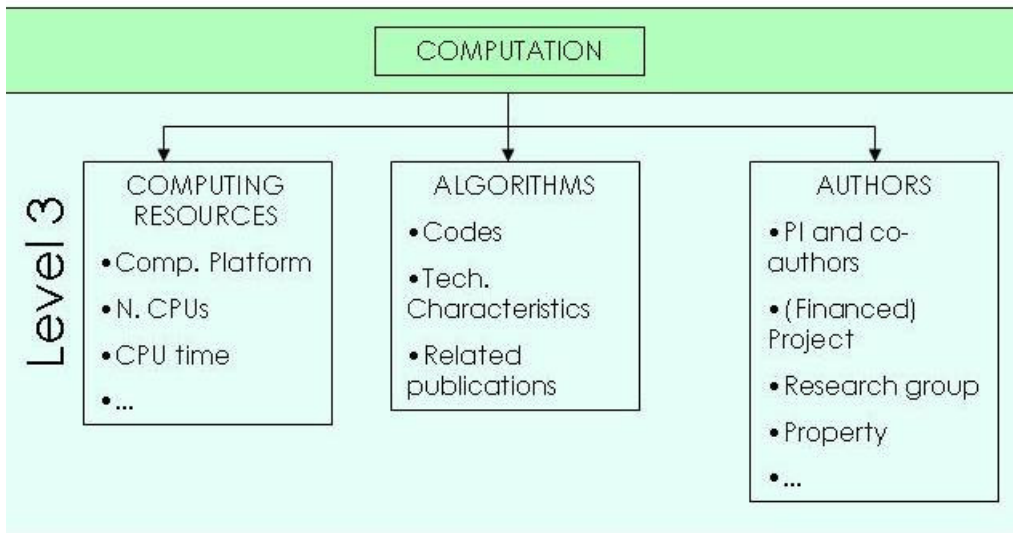 COMPUTATION
Level 3
COMPUTING
RESOURCES
•Comp. Platform
•N. CPUs
•CPU time
•...
ALGORITHMS
•Codes
•Tech.
Characteristics
•Related
publications
AUTHORS
•PI and co-
authors
•(Financed)
Project
•Research group
•Property
•...